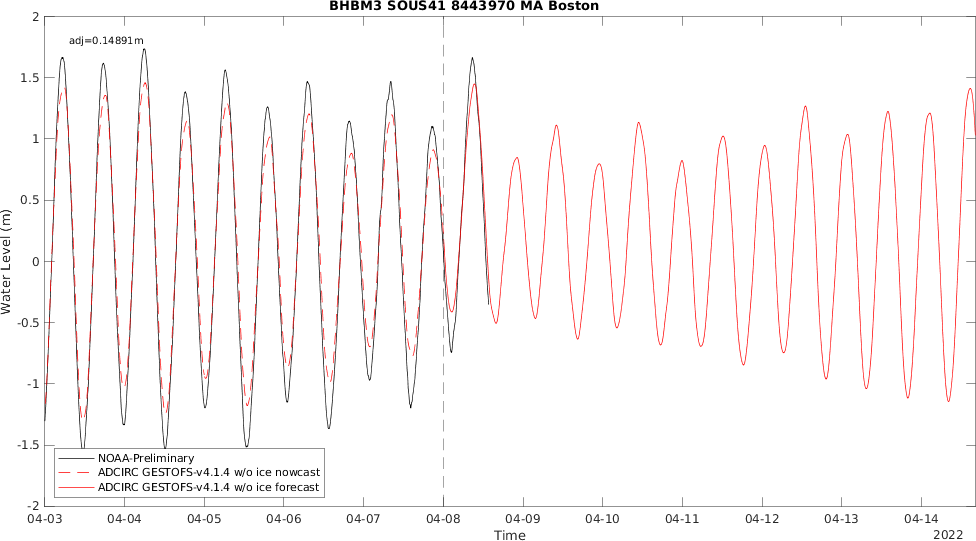 BHBM3 SOUS41 8443970 MA Boston
adj=0.14891m
2
1.5
1
0.5
0
-0.5
-1
-1.5
-2
Water Level (m)
NOAA-Preliminary
ADCIRC GESTOFS-v4.1.4 w/o ice nowcast
ADCIRC GESTOFS-v4.1.4 w/o ice forecast
04-03 04-04 04-05 04-06 04-07 04-08 04-09 04-10 04-11 04-12 04-13 04-14
Time
2022